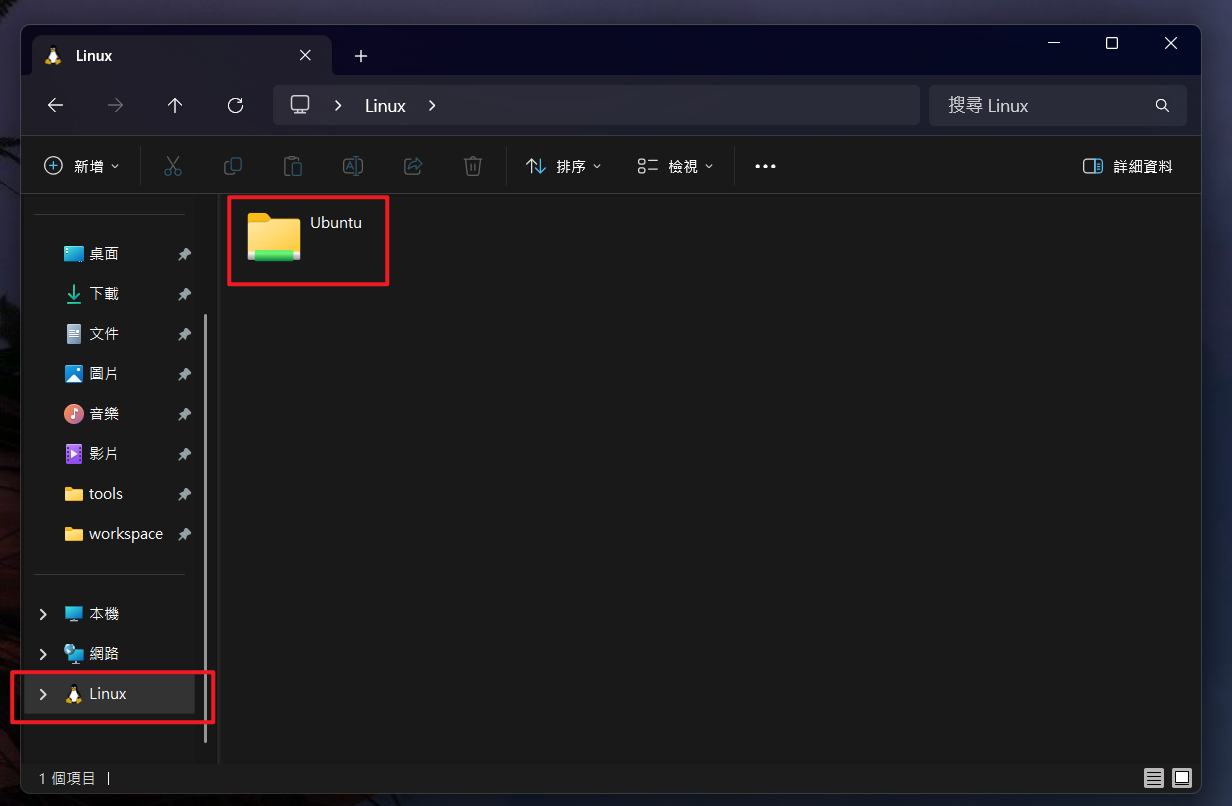 Linux
Linux
搜尋 Linux
新增
排序
檢視
詳細資料
桌面
下載
文件
圖片
音樂
影片
tools
workspace
本機
網路
Linux
Ubuntu
1 個項目